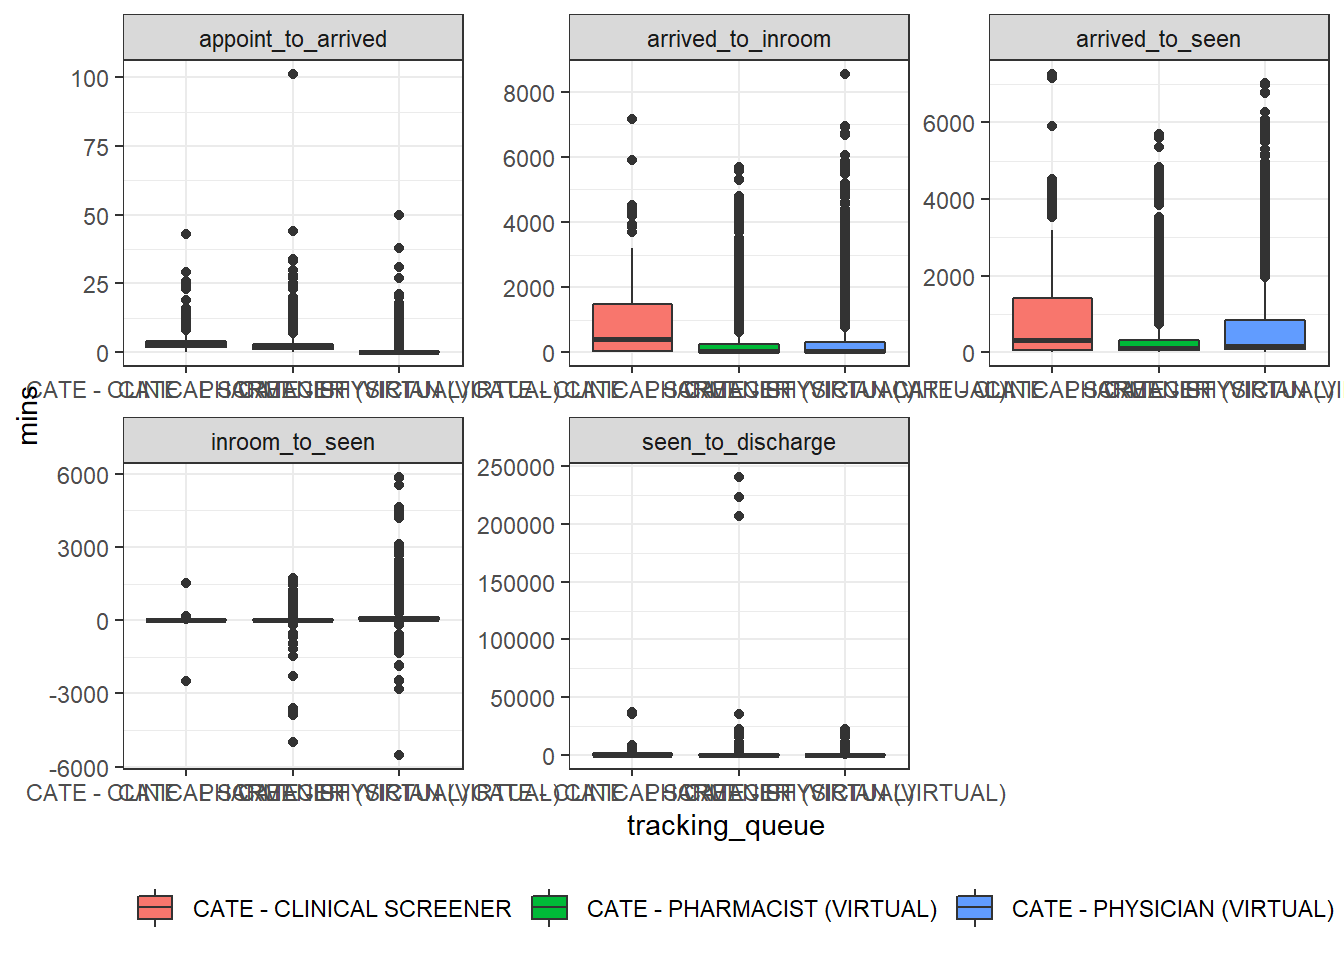 appoint_to_arrived
arrived_to_inroom
arrived_to_seen
100
75
50
25
0
8000
6000
4000
2000
0
6000
4000
2000
0
mins
inroom_to_seen
seen_to_discharge
6000
3000
0
-3000
-6000
250000
200000
150000
100000
50000
0
tracking_queue
CATE - CLINICAL SCREENER
CATE - PHARMACIST (VIRTUAL)
CATE - PHYSICIAN (VIRTUAL)